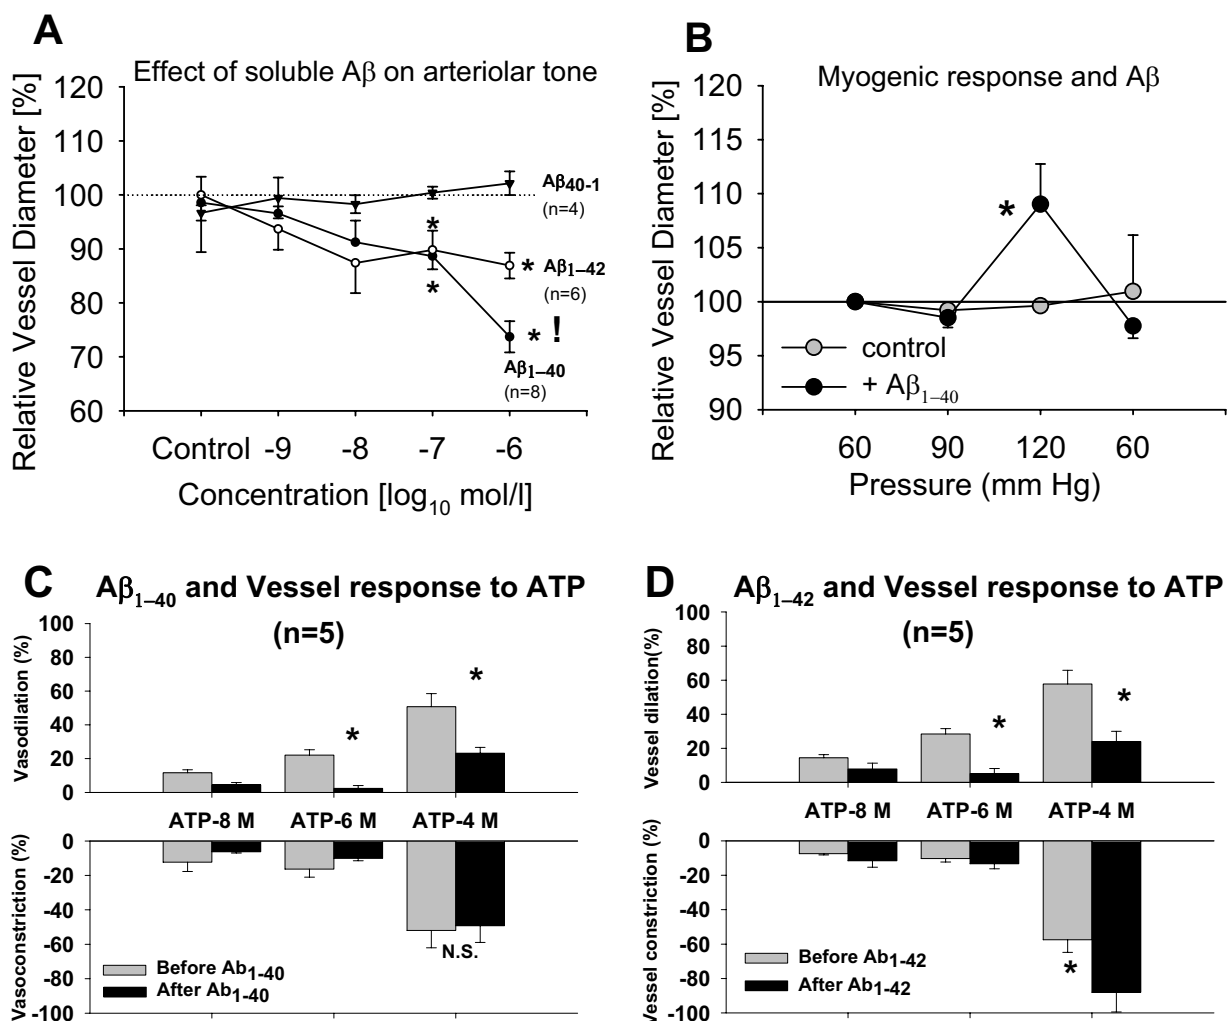 A
Effect of soluble Aβ on arteriolar tone
Relative Vessel Diameter [%]
120
110
100
90
80
70
60
Aβ40-1
(n=4)
*
*
* Aβ1–42
(n=6)
* !
Aβ1–40
(n=8)
Control -9 -8 -7 -6
Concentration [log10 mol/l]
B
Myogenic response and Aβ
Relative Vessel Diameter [%]
120
115
110
105
100
95
90
*
control
+ Aβ1–40
60 90 120 60
Pressure (mm Hg)
C
Aβ1–40 and Vessel response to ATP
(n=5)
Vasodilation (%)
100
80
60
40
20
0
*
*
ATP-8 M ATP-6 M ATP-4 M
Vasoconstriction (%)
0
-20
-40
-60
-80
-100
N.S.
Before Ab1-40
After Ab1-40
D
Aβ1–42 and Vessel response to ATP
(n=5)
Vessel dilation(%)
100
80
60
40
20
0
*
*
ATP-8 M ATP-6 M ATP-4 M
Vessel constriction (%)
0
-20
-40
-60
-80
-100
*
Before Ab1-42
After Ab1-42